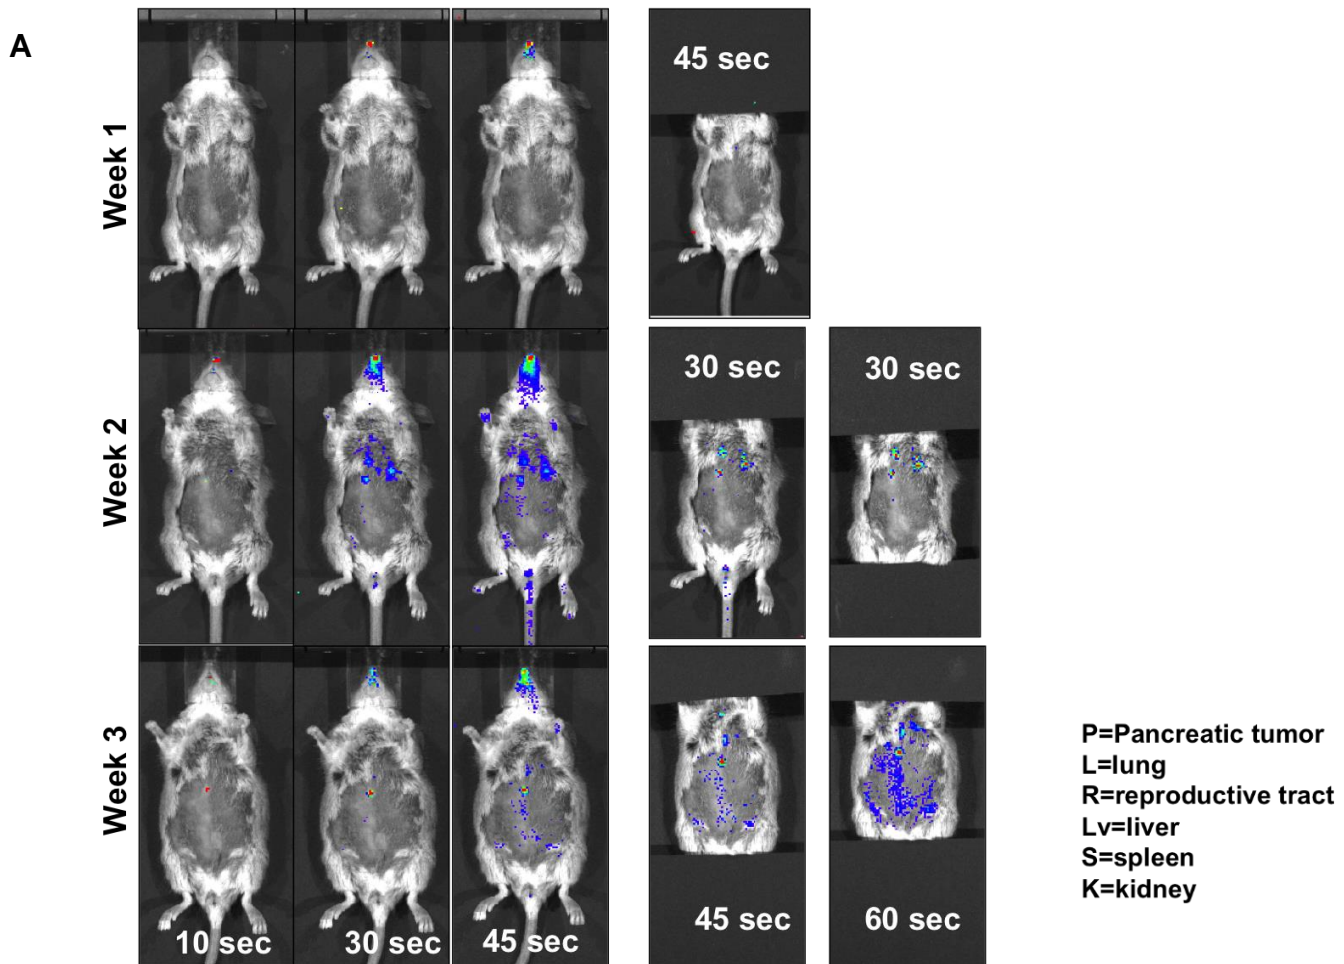 A
Week 1
45 sec
Week 2
30 sec
30 sec
Week 3
10 sec
30 sec
45 sec
45 sec
60 sec
P=Pancreatic tumor
L=lung
R=reproductive tract
Lv=liver
S=spleen
K=kidney